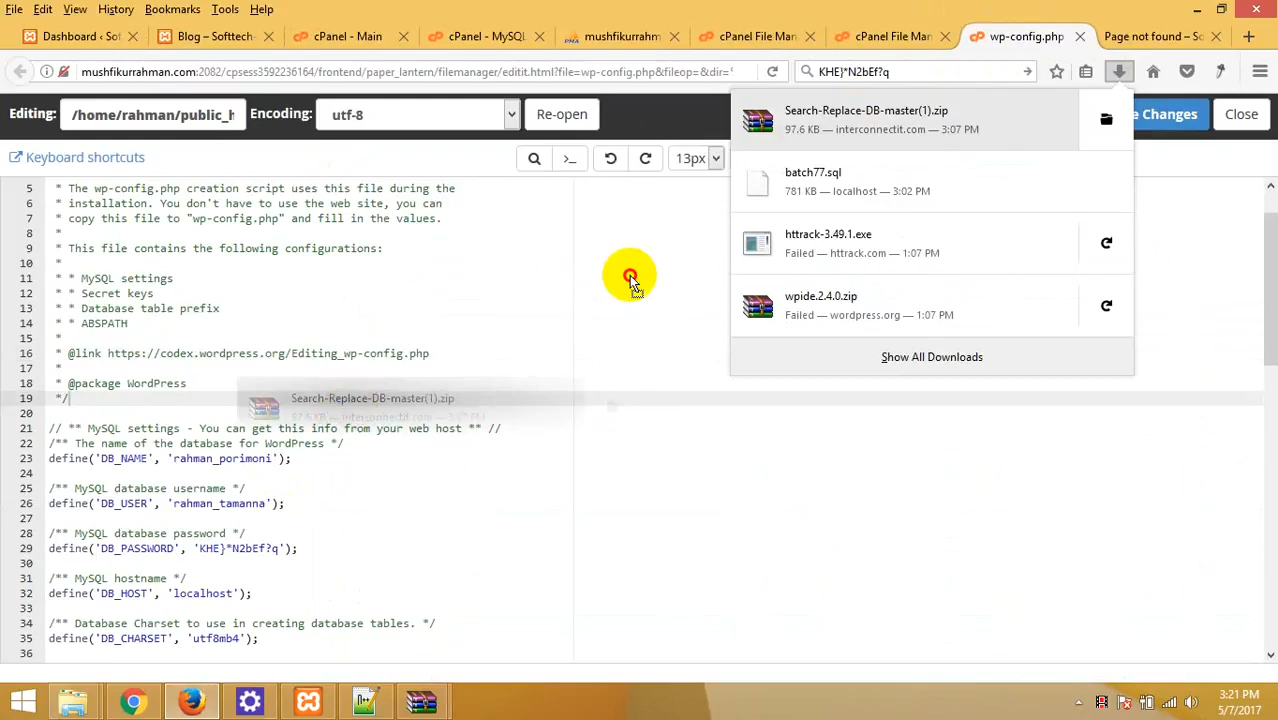 File Edit View History Bookmarks Tools Help
Dashboard ‹ Sof
Blog – Softtech-
cPanel - Main
cPanel - MySQL
mushfikurrahm
cPanel File Man
cPanel File Man
wp-config.php
Page not found – So
mushfikurrahman.com:2082/cpsess3592236164/frontend/paper_lantern/filemanager/editit.html?file=wp-config.php&fileop=&dir=
KHE}*N2bEf?q
Editing: /home/rahman/public_h Encoding: utf-8 Re-open e Changes Close
Keyboard shortcuts
13px
Search-Replace-DB-master(1).zip
97.6 KB — interconnectit.com — 3:07 PM
batch77.sql
781 KB — localhost — 3:02 PM
httrack-3.49.1.exe
Failed — httrack.com — 1:07 PM
wpide.2.4.0.zip
Failed — wordpress.org — 1:07 PM
Show All Downloads
5 * The wp-config.php creation script uses this file during the
6 * installation. You don't have to use the web site, you can
7 * copy this file to "wp-config.php" and fill in the values.
8 *
9 * This file contains the following configurations:
10 *
11 * * MySQL settings
12 * * Secret keys
13 * * Database table prefix
14 * * ABSPATH
15 *
16 * @link https://codex.wordpress.org/Editing_wp-config.php
17 *
18 * @package WordPress
19 */
Search-Replace-DB-master(1).zip
97.6 KB — interconnectit.com — 3:07 PM
20
21 // ** MySQL settings - You can get this info from your web host ** //
22 /** The name of the database for WordPress */
23 define('DB_NAME', 'rahman_porimoni');
24
25 /** MySQL database username */
26 define('DB_USER', 'rahman_tamanna');
27
28 /** MySQL database password */
29 define('DB_PASSWORD', 'KHE}*N2bEf?q');
30
31 /** MySQL hostname */
32 define('DB_HOST', 'localhost');
33
34 /** Database Charset to use in creating database tables. */
35 define('DB_CHARSET', 'utf8mb4');
36
3:21 PM
5/7/2017